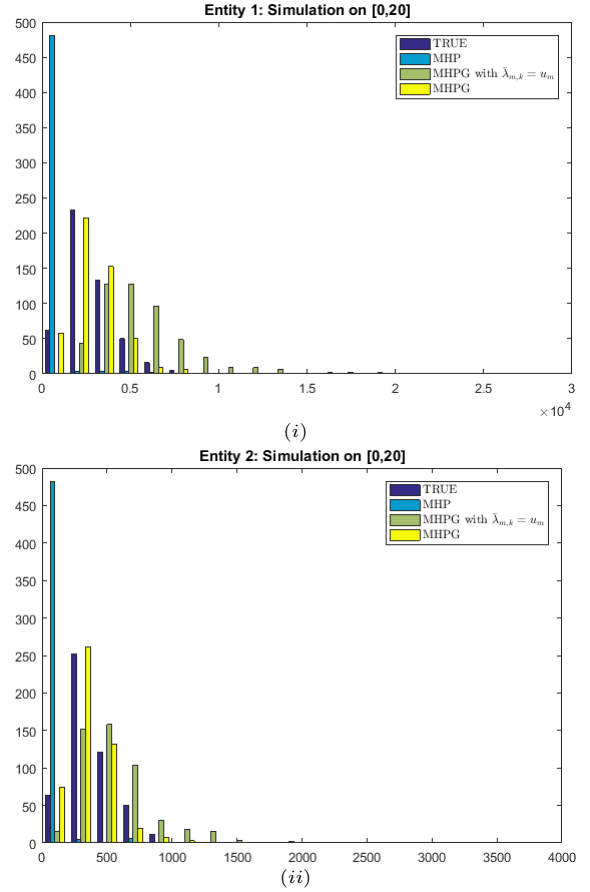 Entity 1: Simulation on [0,20]
500
450
400
350
300
250
200
150
100
50
0
TRUE
MHP
MHPG with λ̄_{m,k} = u_m
MHPG
0 0.5 1 1.5 2 2.5 3
×10^4
(i)
Entity 2: Simulation on [0,20]
500
450
400
350
300
250
200
150
100
50
0
TRUE
MHP
MHPG with λ̄_{m,k} = u_m
MHPG
0 500 1000 1500 2000 2500 3000 3500 4000
(ii)